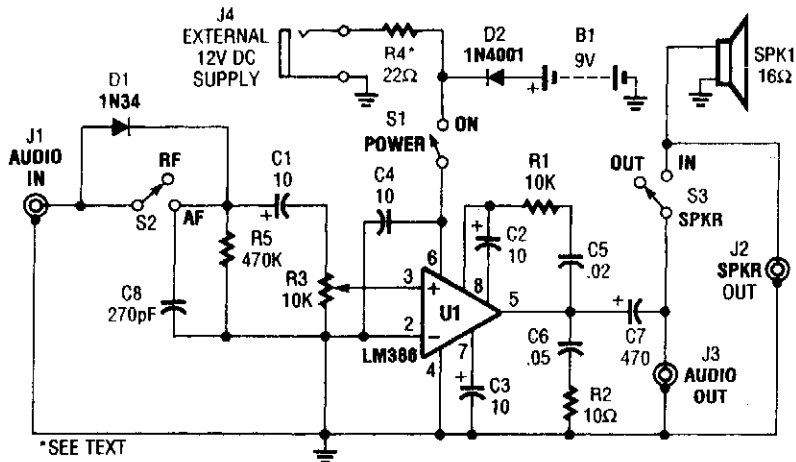 J4
EXTERNAL
12V DC
SUPPLY
R4*
22Ω
D2
1N4001
B1
9V
+
SPK1
16Ω
D1
1N34
J1
AUDIO
IN
RF
S2
AF
C1
10
+
S1
POWER
ON
C4
10
R1
10K
OUT
IN
S3
SPKR
R5
470K
R3
10K
C8
270pF
6
3
+
2
−
U1
LM386
8
5
7
4
+
C2
10
C5
.02
C6
.05
+
C7
470
J2
SPKR
OUT
J3
AUDIO
OUT
+
C3
10
R2
10Ω
*SEE TEXT